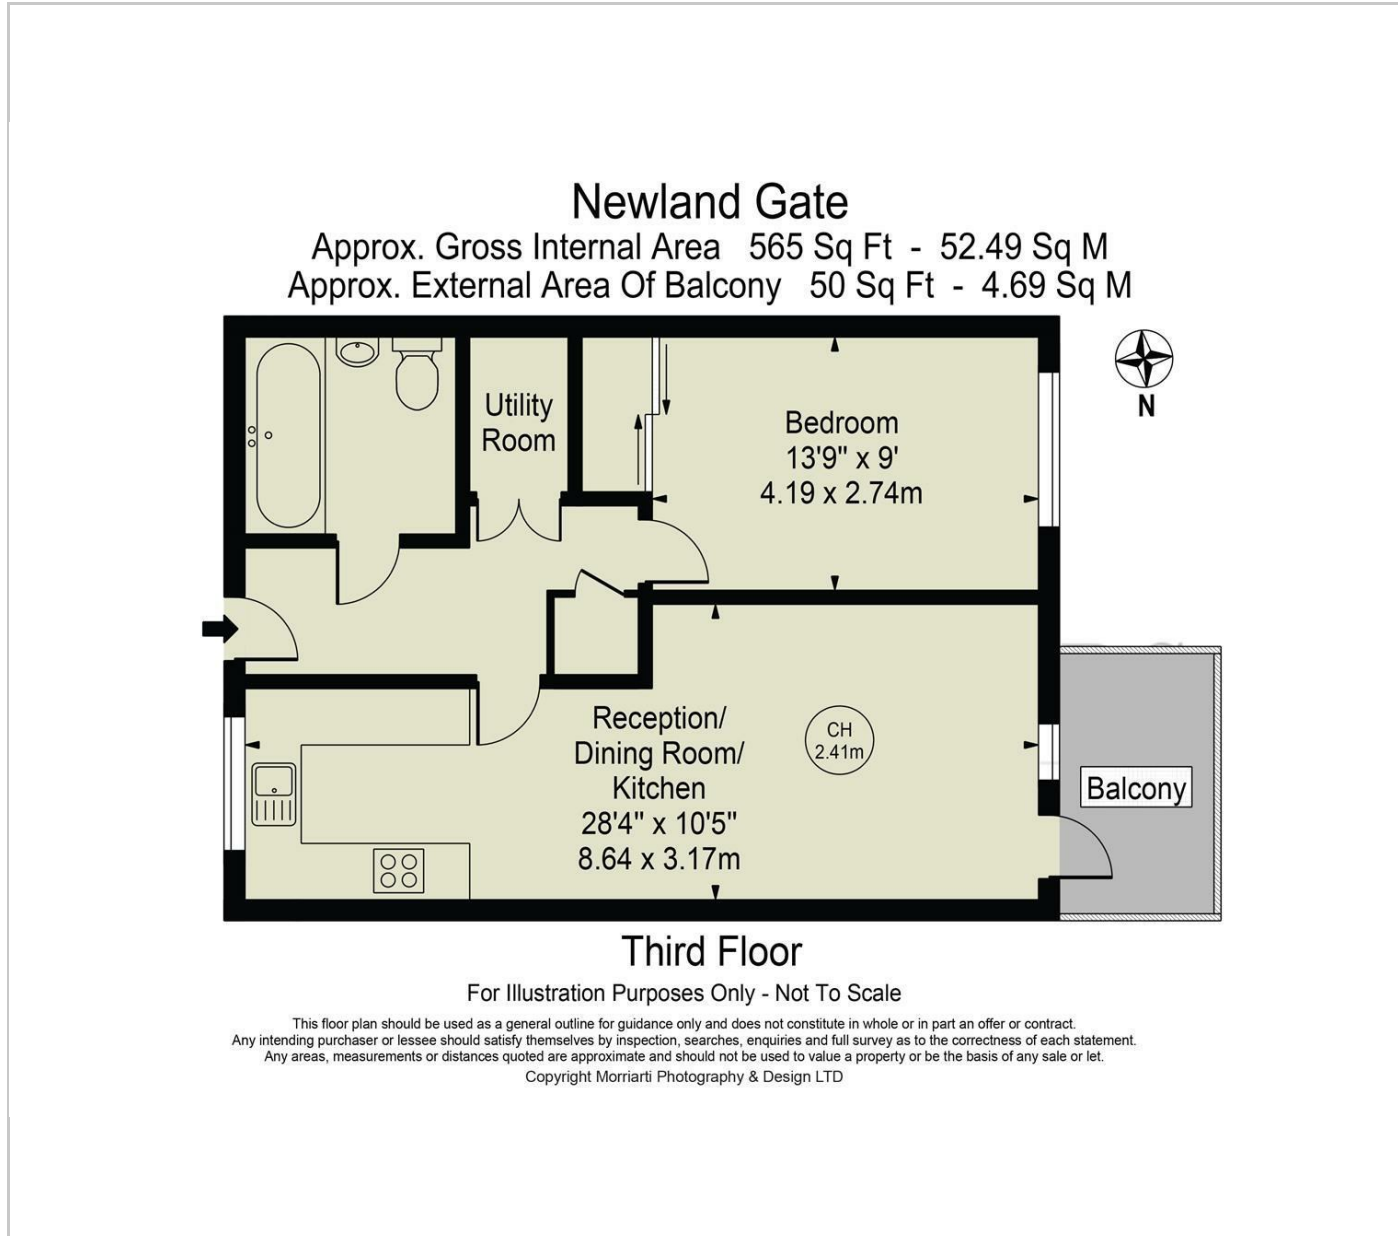 Newland Gate
Approx. Gross Internal Area 565 Sq Ft - 52.49 Sq M
Approx. External Area Of Balcony 50 Sq Ft - 4.69 Sq M
N
Utility
Room
Bedroom
13'9" x 9'
4.19 x 2.74m
Reception/
Dining Room/
Kitchen
28'4" x 10'5"
8.64 x 3.17m
CH
2.41m
Balcony
Third Floor
For Illustration Purposes Only - Not To Scale
This floor plan should be used as a general outline for guidance only and does not constitute in whole or in part an offer or contract.
Any intending purchaser or lessee should satisfy themselves by inspection, searches, enquiries and full survey as to the correctness of each statement.
Any areas, measurements or distances quoted are approximate and should not be used to value a property or be the basis of any sale or let.
Copyright Morriarti Photography & Design LTD